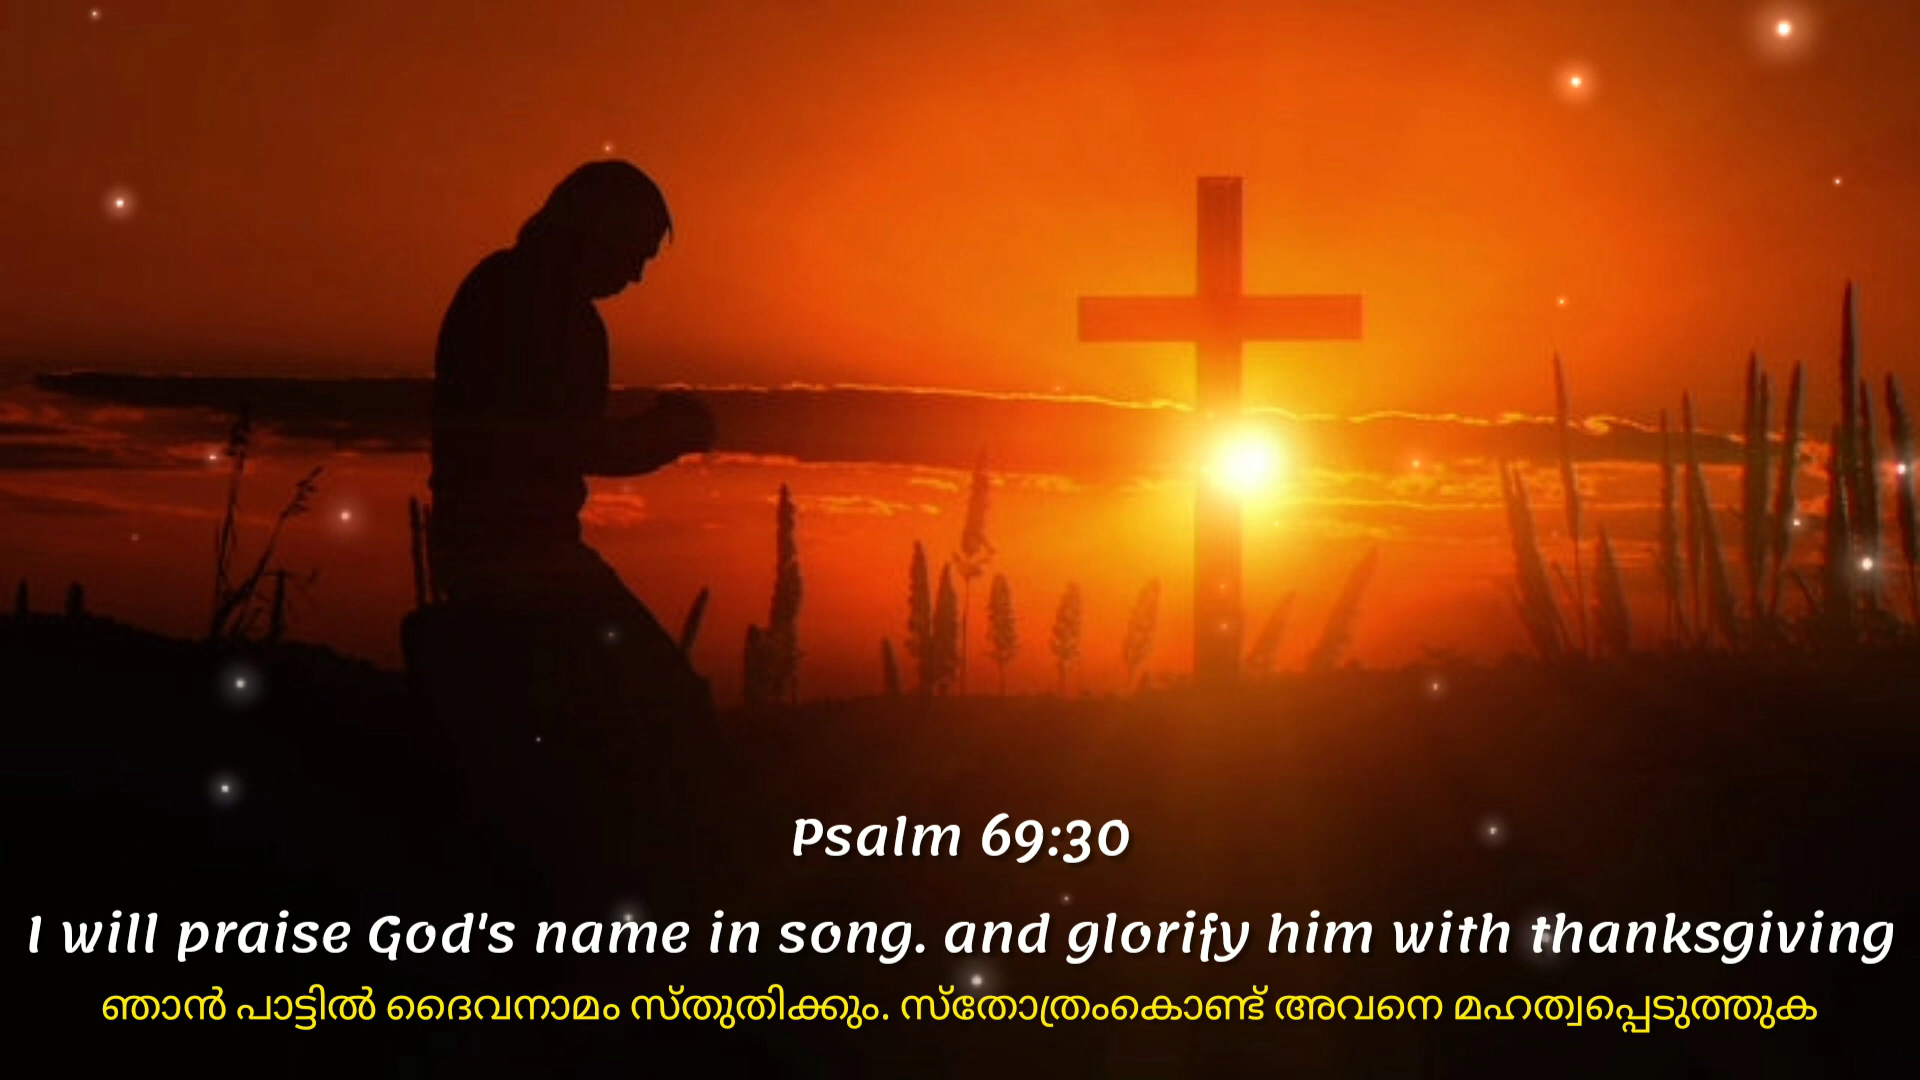 Psalm 69:30
I will praise God's name in song. and glorify him with thanksgiving
ഞാൻ പാട്ടിൽ ദൈവനാമം സ്തുതിക്കും. സ്തോത്രംകൊണ്ട് അവനെ മഹത്വപ്പെടുത്തുക